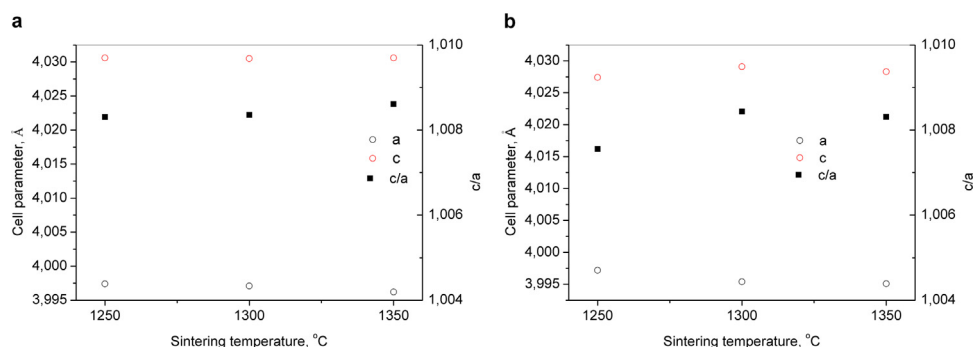 a
4,030
4,025
4,020
4,015
4,010
4,005
4,000
3,995
Cell parameter, Å
1,010
1,008
1,006
1,004
c/a
a
c
c/a
1250
1300
1350
Sintering temperature, °C
b
4,030
4,025
4,020
4,015
4,010
4,005
4,000
3,995
Cell parameter, Å
1,010
1,008
1,006
1,004
c/a
a
c
c/a
1250
1300
1350
Sintering temperature, °C